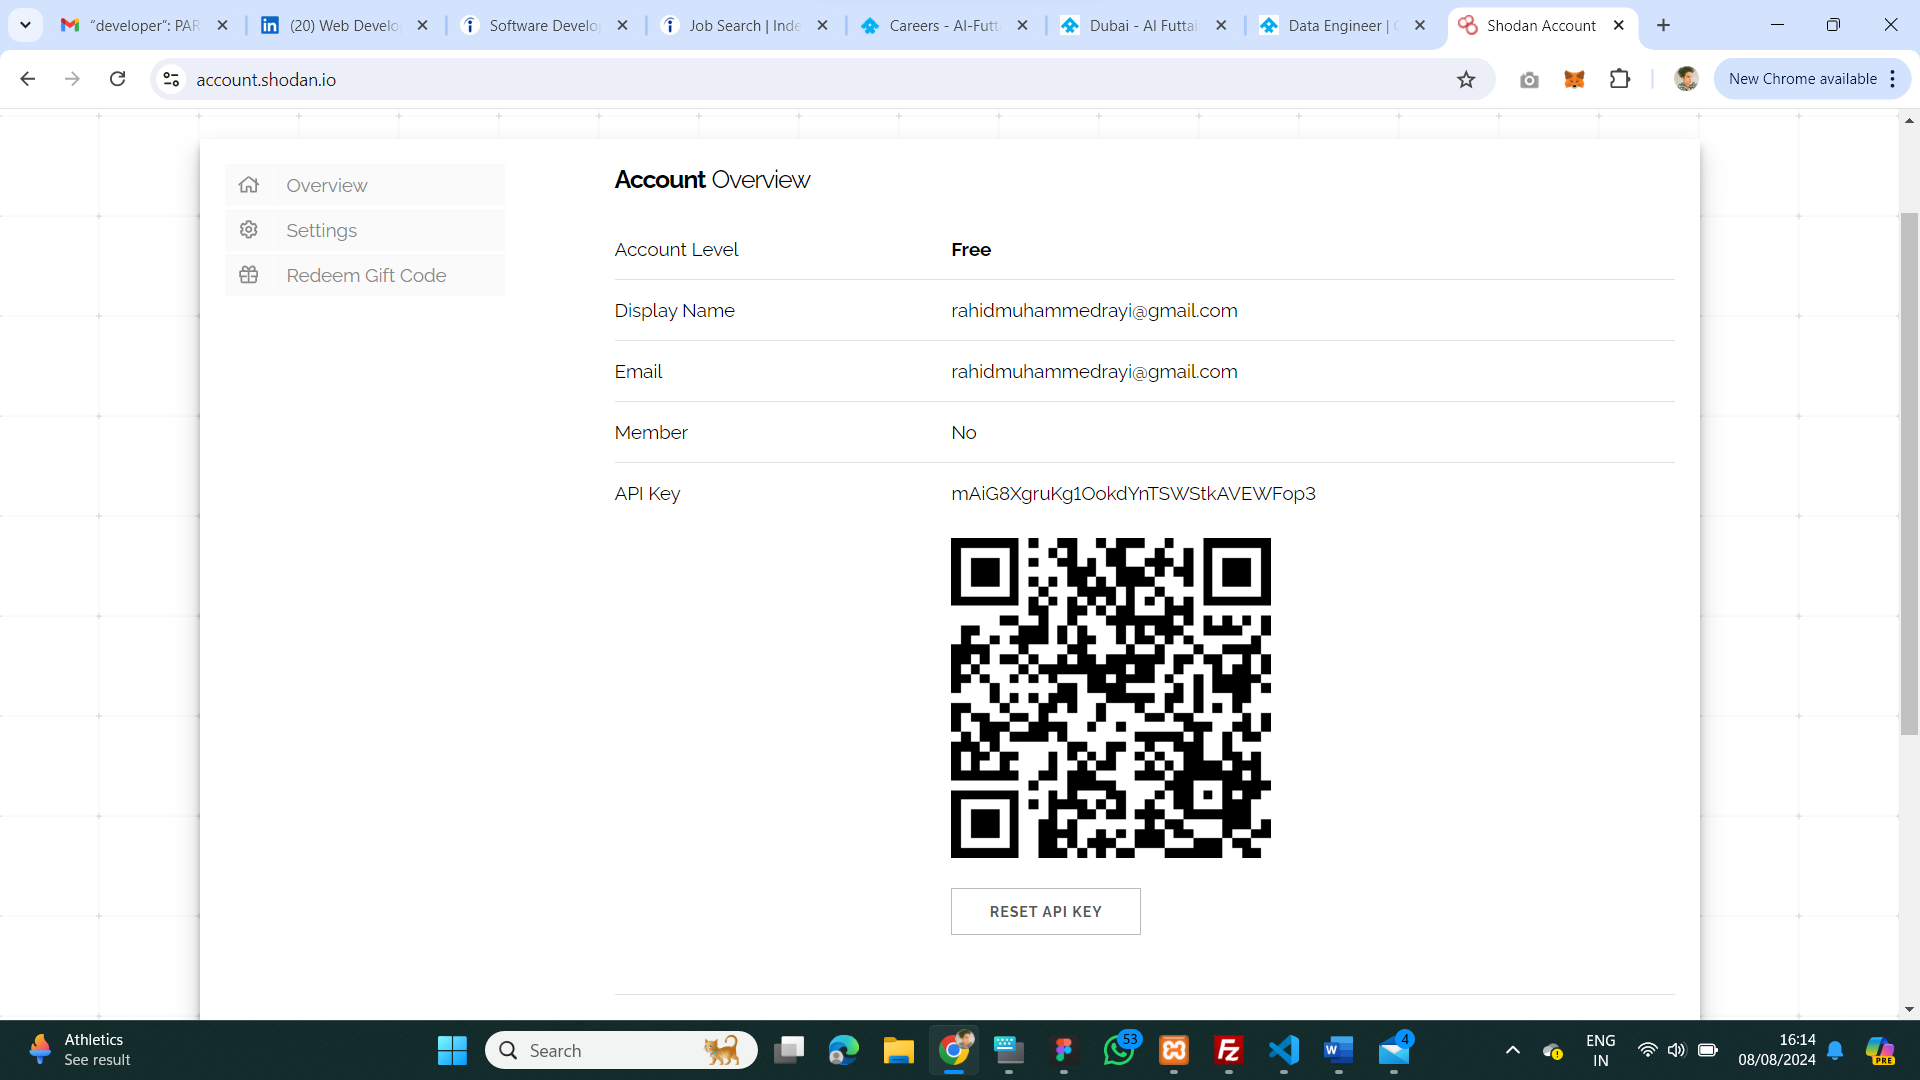 "developer": PAR
(20) Web Develo
Software Develo
Job Search | Inde
Careers - Al-Futt
Dubai - Al Futtai
Data Engineer |
Shodan Account
account.shodan.io
New Chrome available
Overview
Settings
Redeem Gift Code
Account Overview
Account Level Free
Display Name rahidmuhammedrayi@gmail.com
Email rahidmuhammedrayi@gmail.com
Member No
API Key mAiG8XgruKg1OokdYnTSWStkAVEWFop3
RESET API KEY
Athletics
See result
Search
53
4
ENG
IN
16:14
08/08/2024
PRE